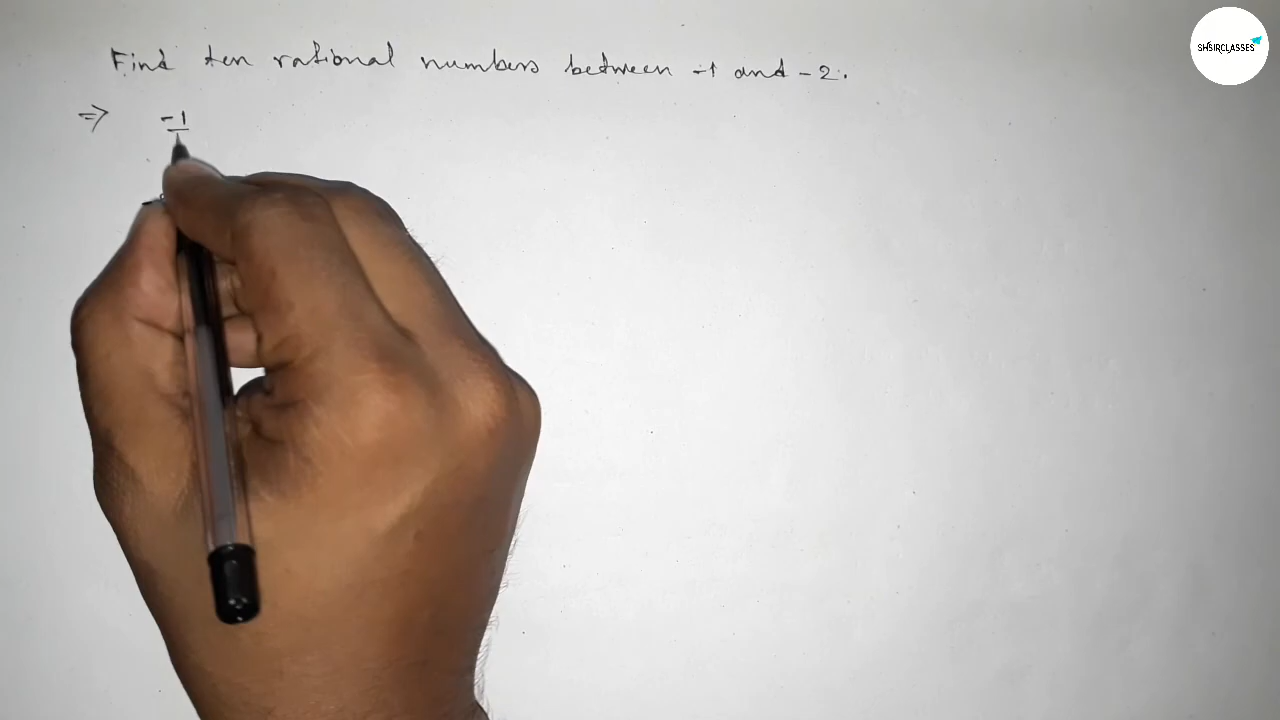 SHSIRCLASSES
Find ten rational numbers between -1 and -2.
⇒ -1